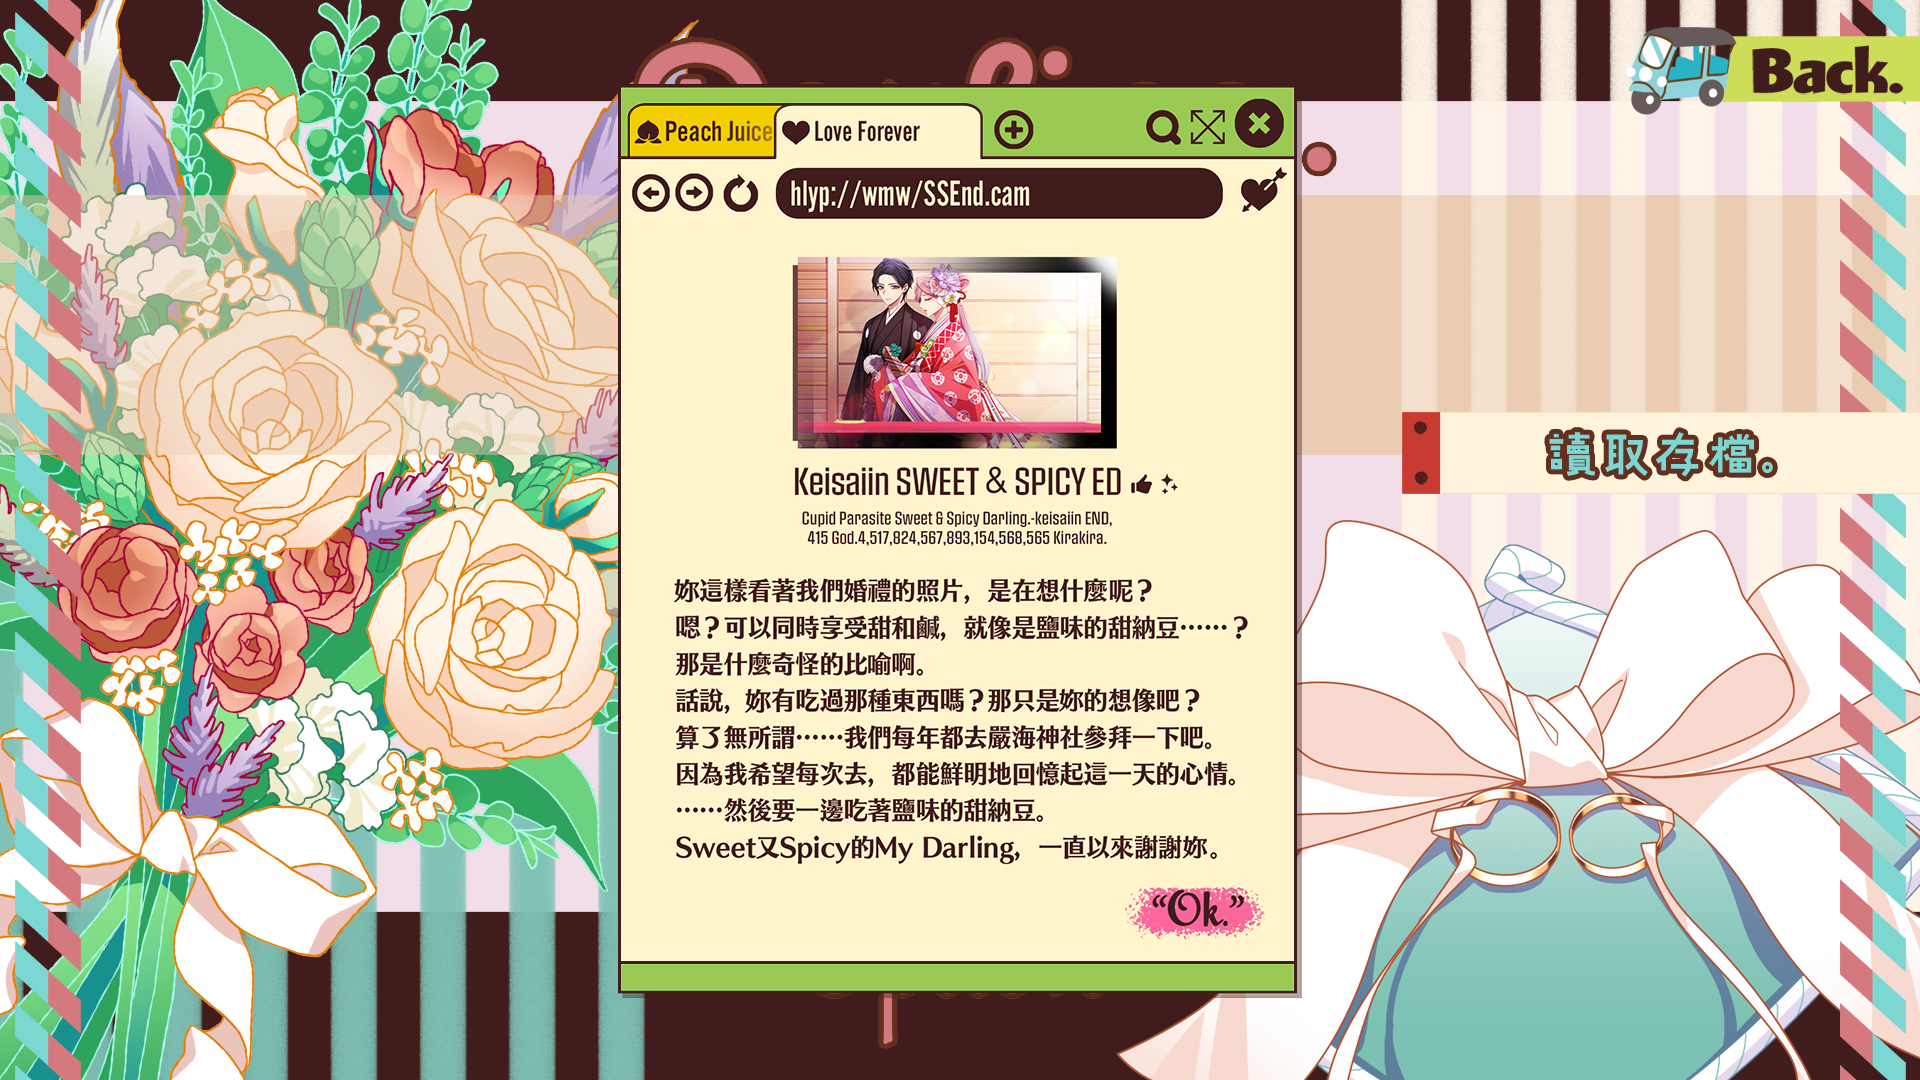 Back.
Peach Juice
Love Forever
hlyp://wmw/SSEnd.cam
Keisaiin SWEET & SPICY ED
Cupid Parasite Sweet & Spicy Darling.-keisaiin END,
415 God.4,517,824,567,893,154,568,565 Kirakira.
妳這樣看著我們婚禮的照片，是在想什麼呢？
嗯？可以同時享受甜和鹹，就像是鹽味的甜納豆……？
那是什麼奇怪的比喻啊。
話說，妳有吃過那種東西嗎？那只是妳的想像吧？
算了無所謂……我們每年都去嚴海神社參拜一下吧。
因為我希望每次去，都能鮮明地回憶起這一天的心情。
……然後要一邊吃著鹽味的甜納豆。
Sweet又Spicy的My Darling，一直以來謝謝妳。
“Ok.”
讀取存檔。